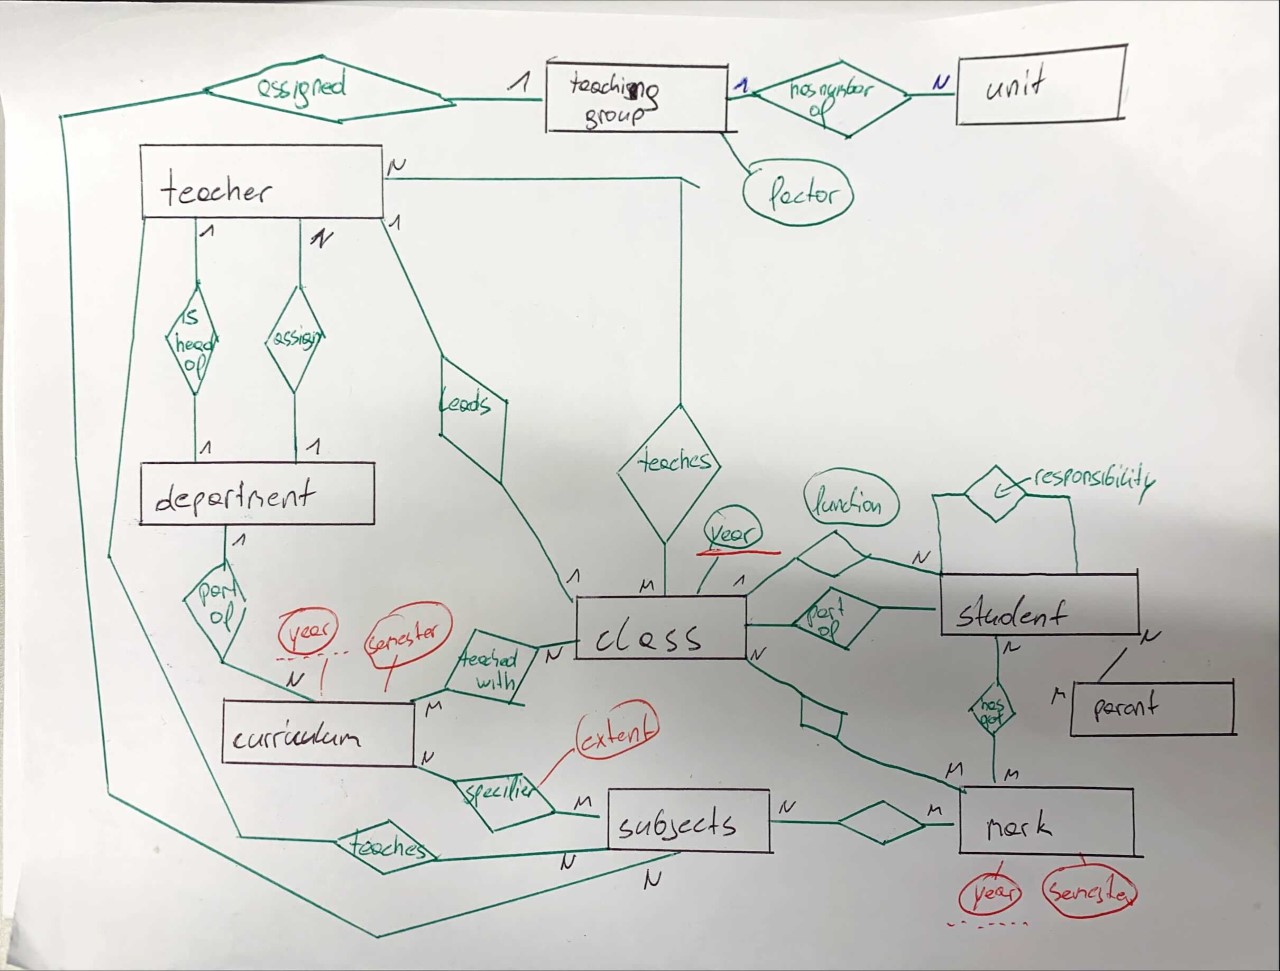 assigned
1
teaching
group
1
has number
of
N
unit
factor
teacher
N
1
1
N
is
head
of
assign
leads
teaches
1
1
department
1
part
of
N
year
semester
curriculum
M
N
teached
with
N
1
M
year
1
function
N
responsibility
class
part
of
student
N
N
N
M
parent
has
got
M
M
mark
year
semester
specifies
extent
M
subjects
N
M
teaches
N
N